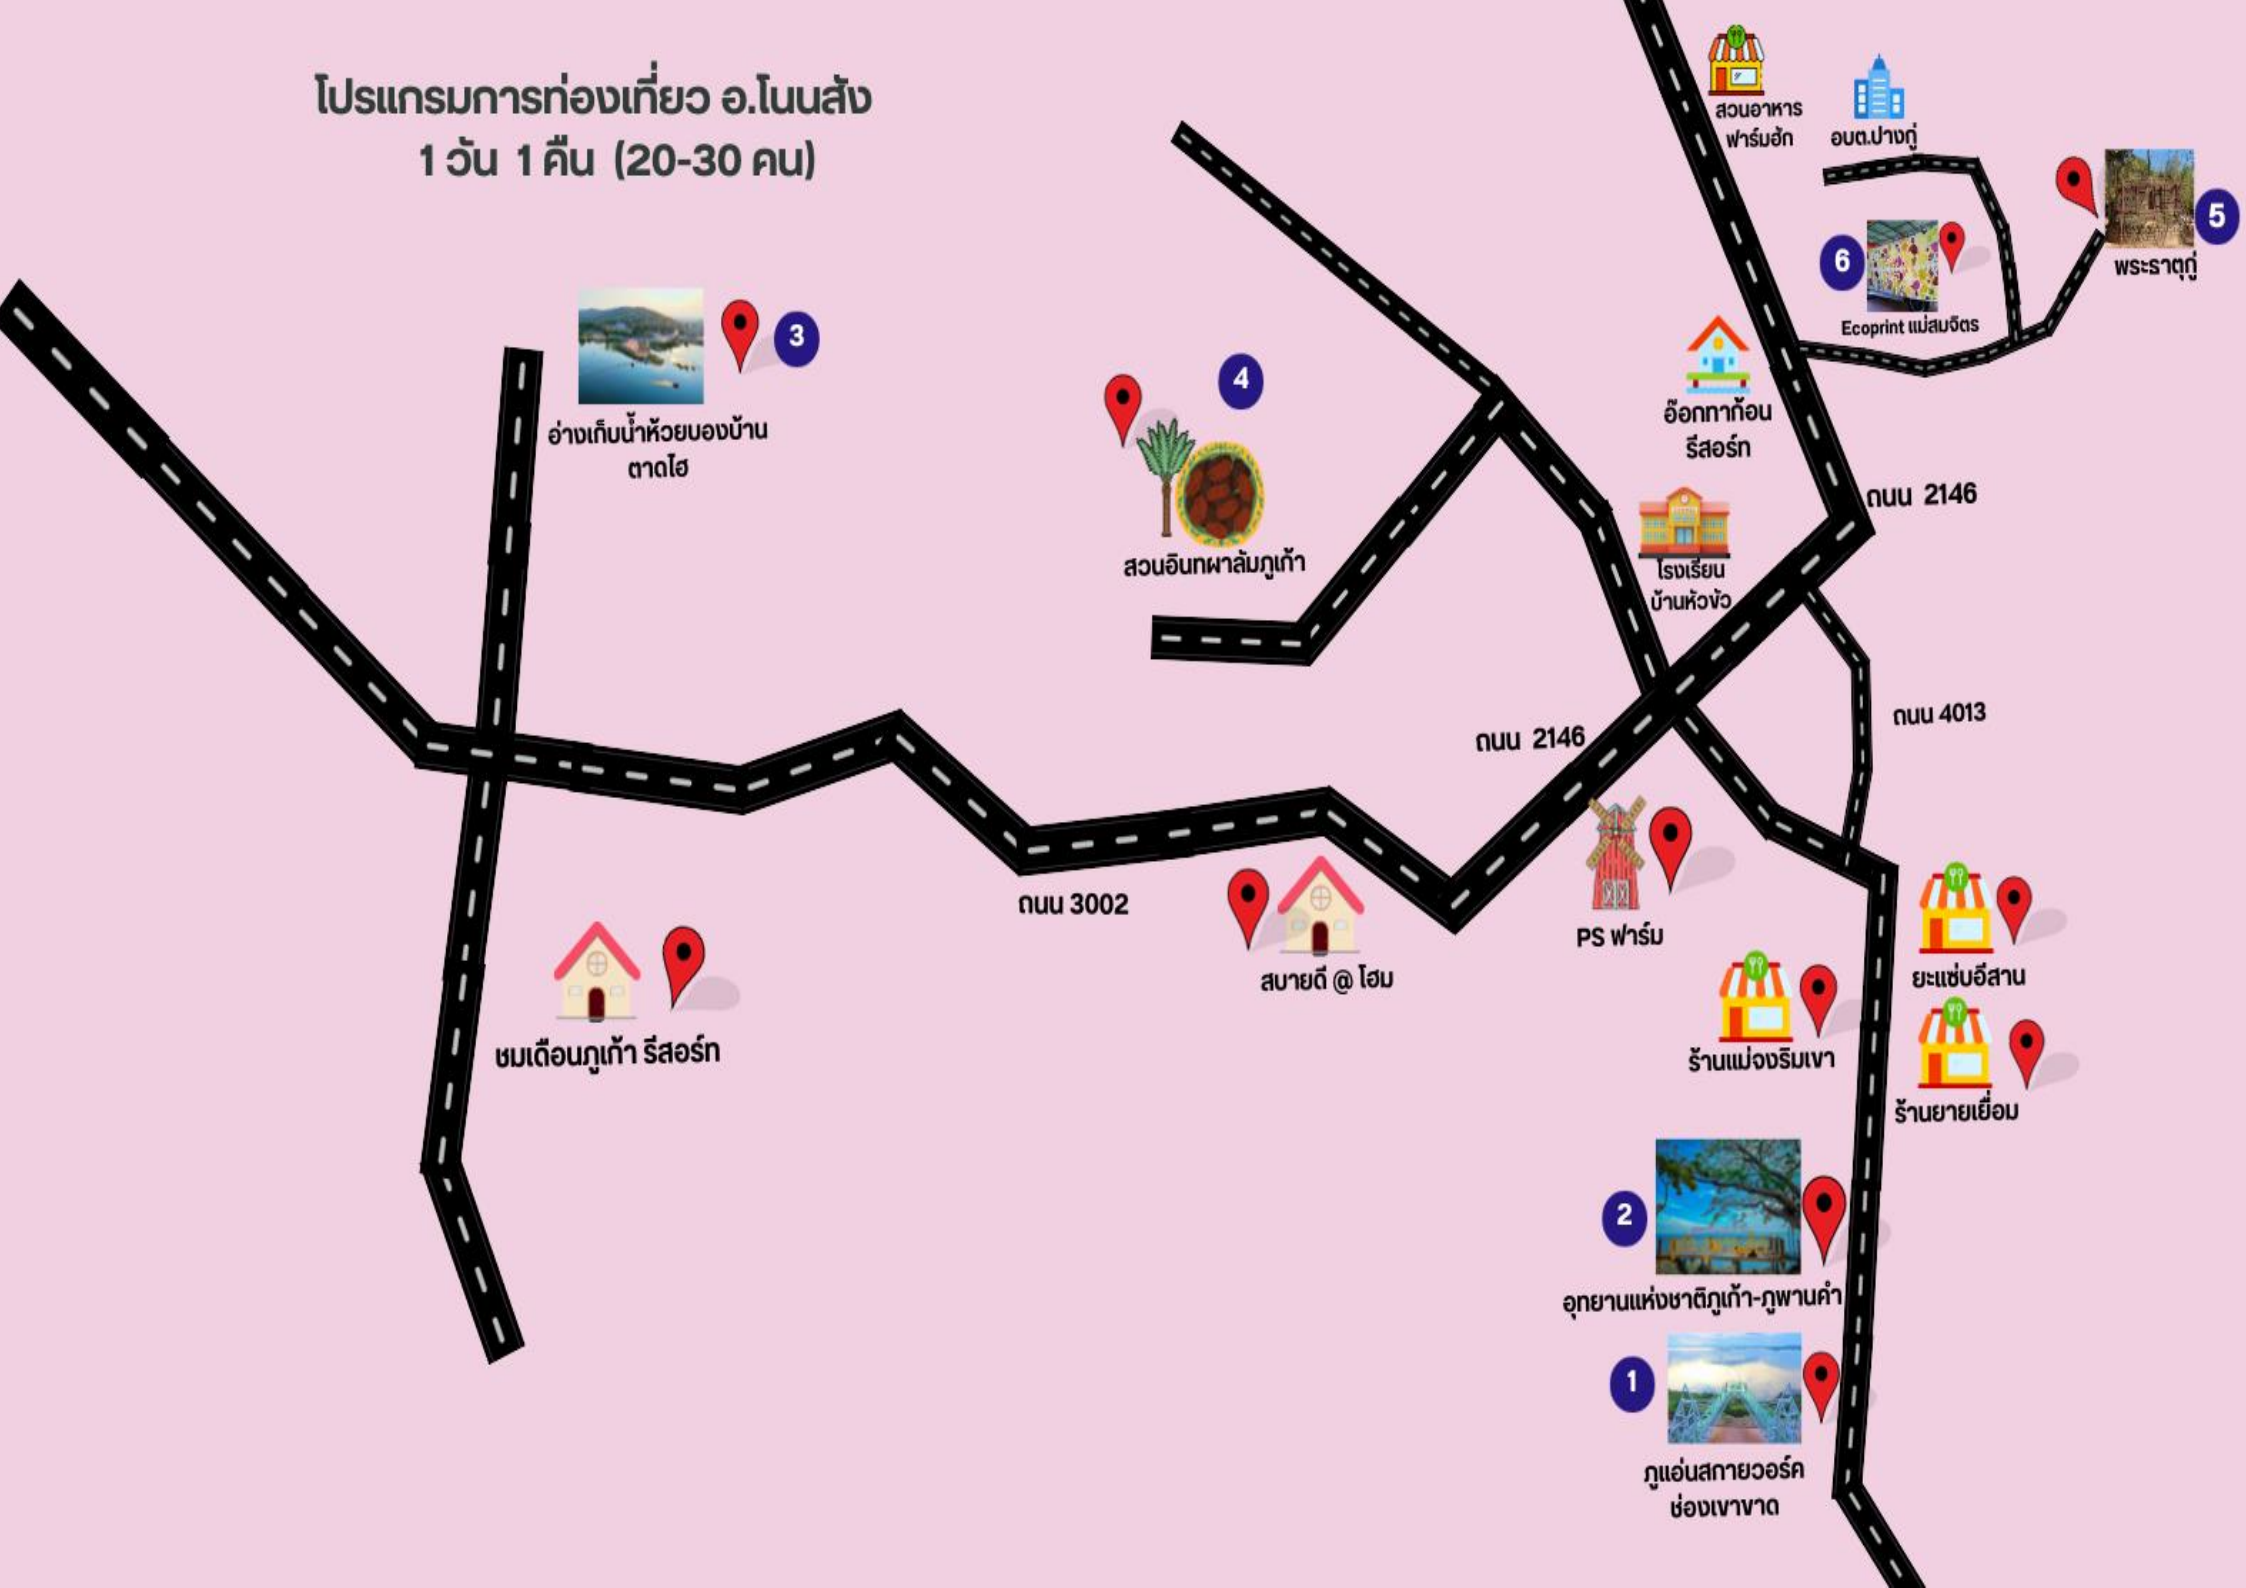 โปรแกรมการท่องเที่ยว อ.โนนสัง
1 วัน 1 คืน (20-30 คน)
สวนอาหาร
ฟาร์มฮัก
อบต.ปางกู่
5
พระธาตุกู่
6
Ecoprint แม่สมจิตร
3
อ่างเก็บน้ำห้วยบองบ้าน
ตาดไฮ
4
สวนอินทผาลัมภูเก้า
อ๊อกทาก้อน
รีสอร์ท
ถนน 2146
โรงเรียน
บ้านหัวขัว
ถนน 4013
ถนน 2146
ถนน 3002
สบายดี @ โฮม
PS ฟาร์ม
ยะแซ่บอีสาน
ร้านแม่จงริมเขา
ร้านยายเยื่อม
ชมเดือนภูเก้า รีสอร์ท
2
อุทยานแห่งชาติภูเก้า-ภูพานคำ
1
ภูแอ่นสกายวอร์ค
ช่องเขาขาด